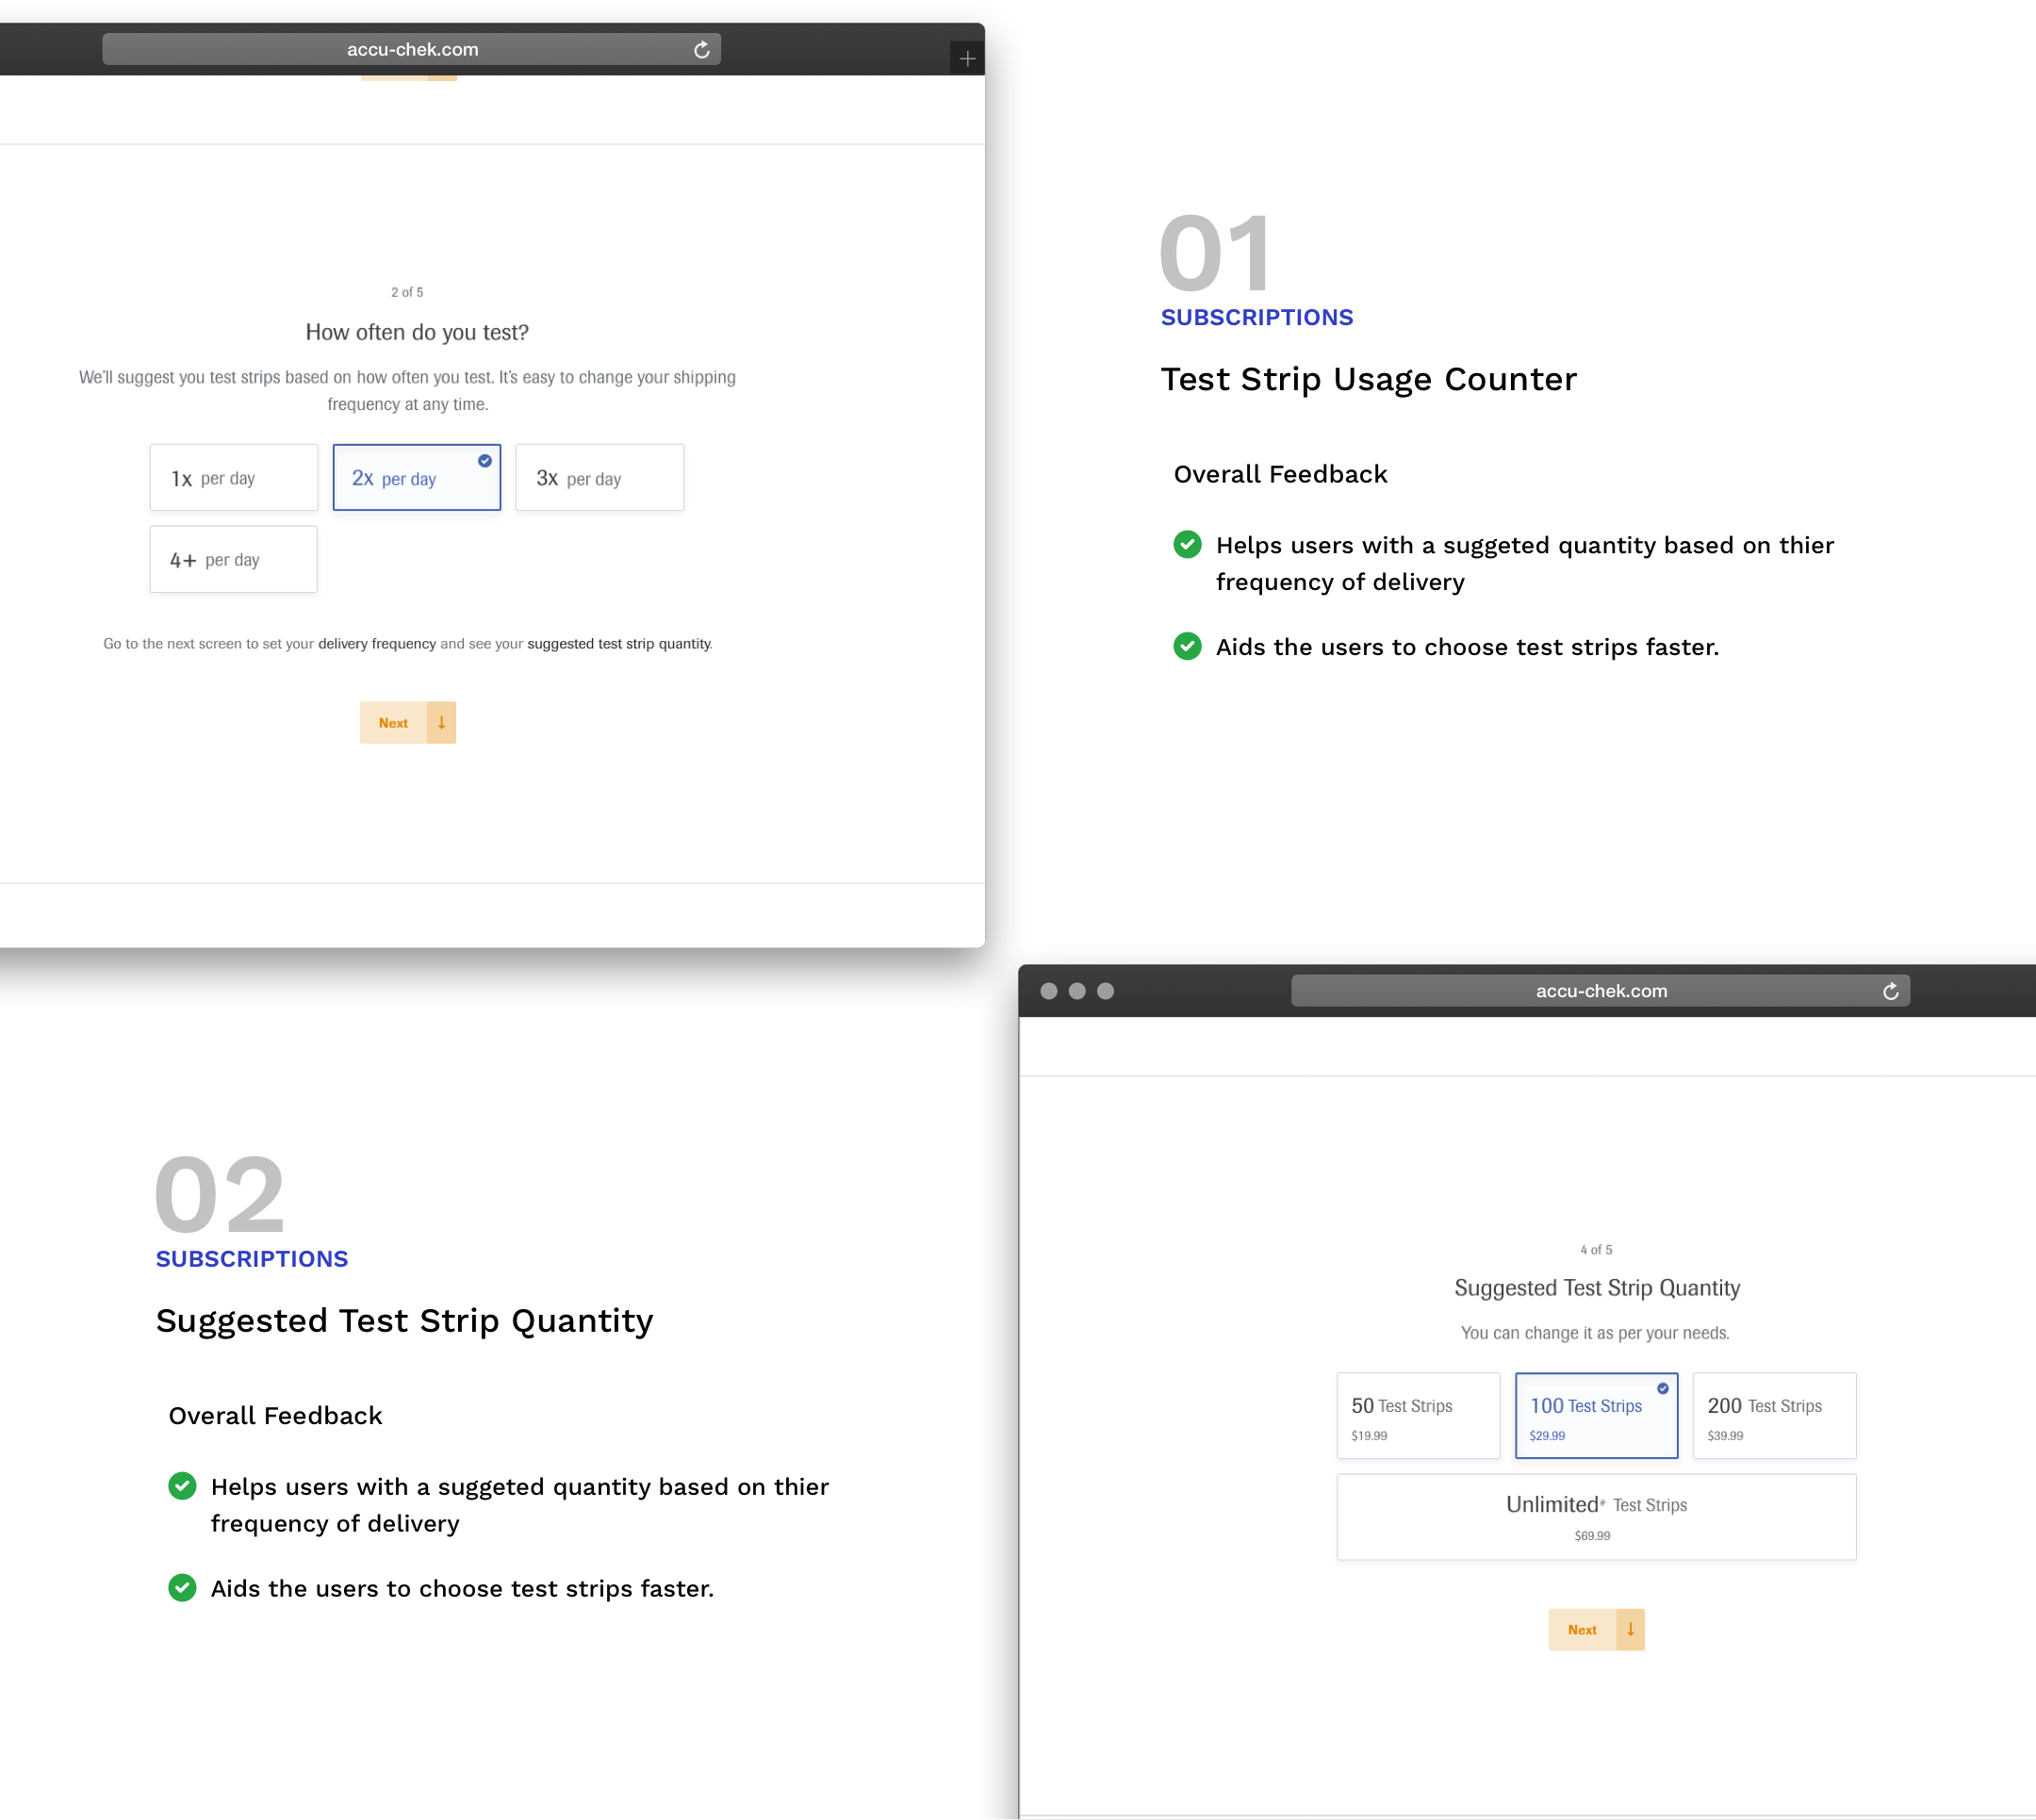 accu-chek.com
2 of 5
How often do you test?
We'll suggest you test strips based on how often you test. It's easy to change your shipping
frequency at any time.
1x per day
2x per day
3x per day
4+ per day
Go to the next screen to set your delivery frequency and see your suggested test strip quantity.
Next
01
SUBSCRIPTIONS
Test Strip Usage Counter
Overall Feedback
Helps users with a suggeted quantity based on thier
frequency of delivery
Aids the users to choose test strips faster.
02
SUBSCRIPTIONS
Suggested Test Strip Quantity
Overall Feedback
Helps users with a suggeted quantity based on thier
frequency of delivery
Aids the users to choose test strips faster.
accu-chek.com
4 of 5
Suggested Test Strip Quantity
You can change it as per your needs.
50 Test Strips
$19.99
100 Test Strips
$29.99
200 Test Strips
$39.99
Unlimited* Test Strips
$69.99
Next